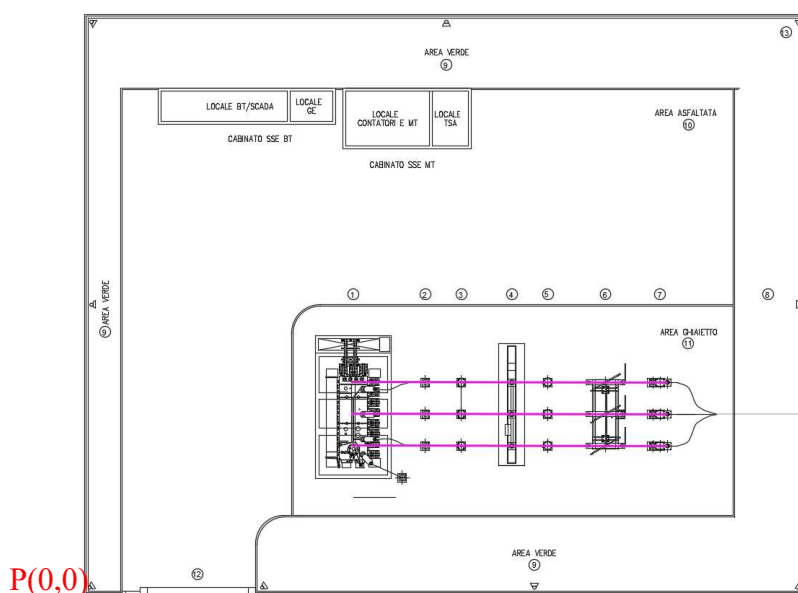 13
AREA VERDE
9
LOCALE BT/SCADA
LOCALE
GE
LOCALE
CONTATORI E MT
LOCALE
TSA
AREA ASFALTATA
10
CABINATO SSE BT
CABINATO SSE MT
AREA VERDE
9
1
2
3
4
5
6
7
8
AREA GHIAIETTO
11
AREA VERDE
9
12
P(0,0)